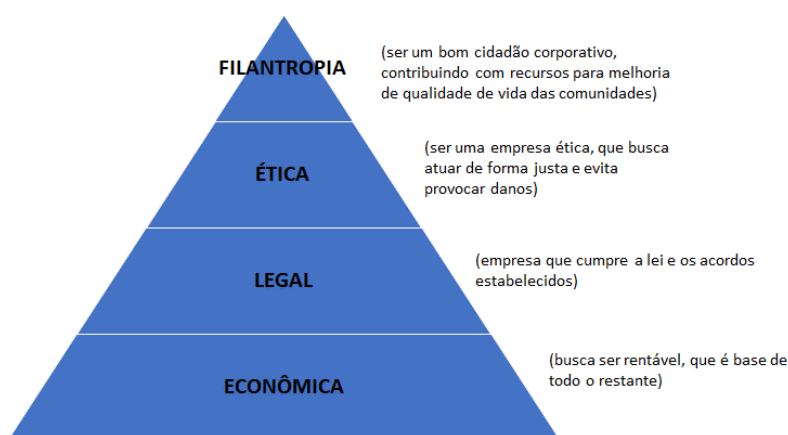 FILANTROPIA
(ser um bom cidadão corporativo,
contribuindo com recursos para melhoria
de qualidade de vida das comunidades)
ÉTICA
(ser uma empresa ética, que busca
atuar de forma justa e evita
provocar danos)
LEGAL
(empresa que cumpre a lei e os acordos
estabelecidos)
ECONÔMICA
(busca ser rentável, que é base de
todo o restante)